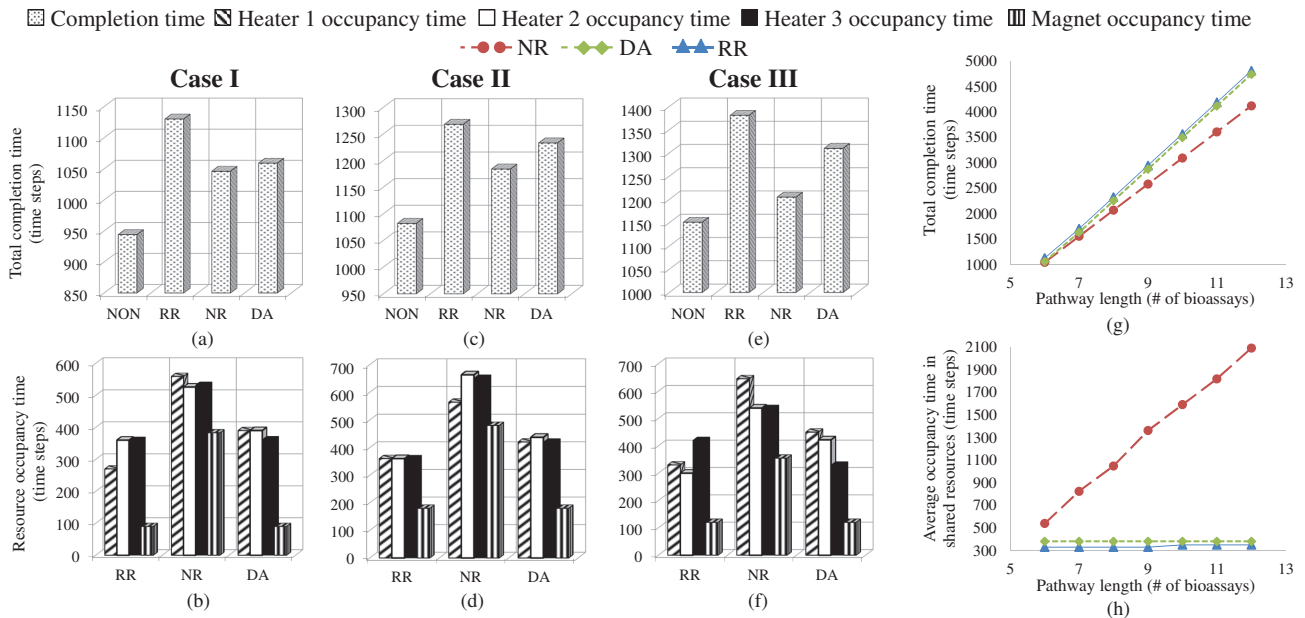 Completion time Heater 1 occupancy time Heater 2 occupancy time Heater 3 occupancy time Magnet occupancy time
NR DA RR
Case I
Total completion time
(time steps)
1150
1100
1050
1000
950
900
850
NON RR NR DA
(a)
Case II
1300
1250
1200
1150
1100
1050
1000
950
NON RR NR DA
(c)
Case III
1400
1350
1300
1250
1200
1150
1100
1050
1000
NON RR NR DA
(e)
Total completion time
(time steps)
5000
4500
4000
3500
3000
2500
2000
1500
1000
5 7 9 11 13
Pathway length (# of bioassays)
(g)
Resource occupancy time
(time steps)
600
500
400
300
200
100
0
RR NR DA
(b)
700
600
500
400
300
200
100
0
RR NR DA
(d)
700
600
500
400
300
200
100
0
RR NR DA
(f)
Average occupancy time in
shared resources (time steps)
2100
1900
1700
1500
1300
1100
900
700
500
300
5 7 9 11 13
Pathway length (# of bioassays)
(h)